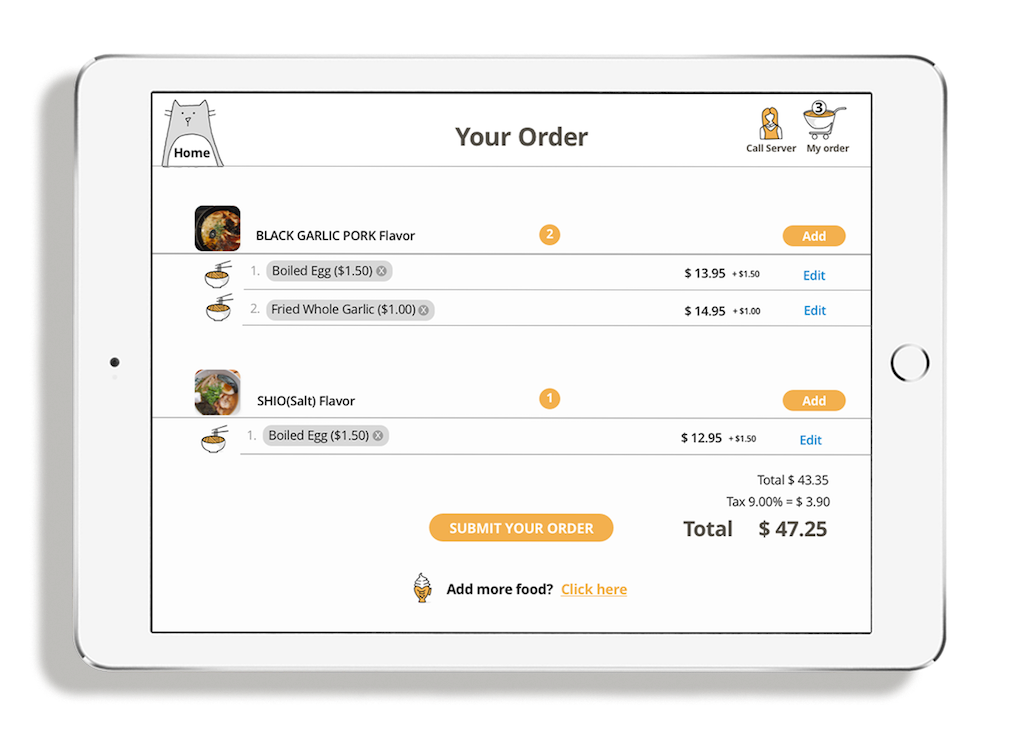 Home
Your Order
3
Call Server
My order
BLACK GARLIC PORK Flavor 2 Add
1. Boiled Egg ($1.50) x $ 13.95 + $1.50 Edit
2. Fried Whole Garlic ($1.00) x $ 14.95 + $1.00 Edit
SHIO(Salt) Flavor 1 Add
1. Boiled Egg ($1.50) x $ 12.95 + $1.50 Edit
Total $ 43.35
Tax 9.00% = $ 3.90
SUBMIT YOUR ORDER Total $ 47.25
Add more food? Click here